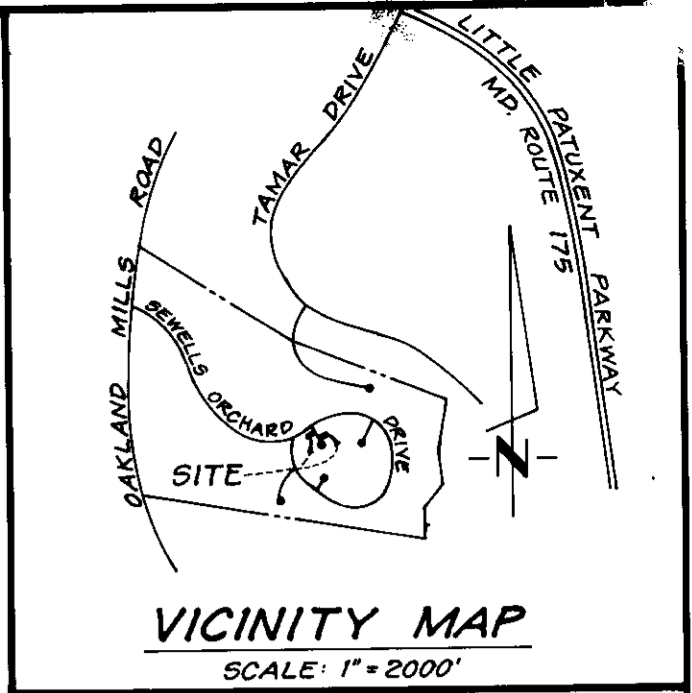 LITTLE PATUXENT PARKWAY
MD. ROUTE 175
TAMAR DRIVE
OAKLAND MILLS ROAD
SEWELLS ORCHARD DRIVE
SITE
N
VICINITY MAP
SCALE: 1" = 2000'